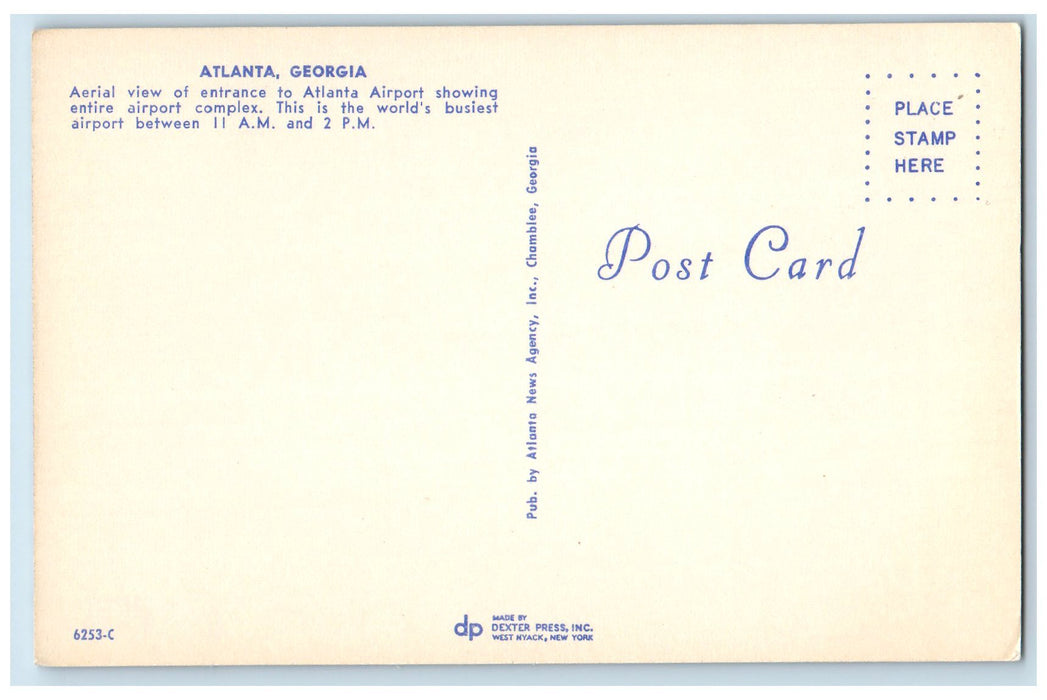 ATLANTA, GEORGIA
Aerial view of entrance to Atlanta Airport showing
entire airport complex. This is the world's busiest
airport between 11 A.M. and 2 P.M.
Pub. by Atlanta News Agency, Inc., Chamblee, Georgia
PLACE
STAMP
HERE
Post Card
6253-C
dp
MADE BY
DEXTER PRESS, INC.
WEST NYACK, NEW YORK